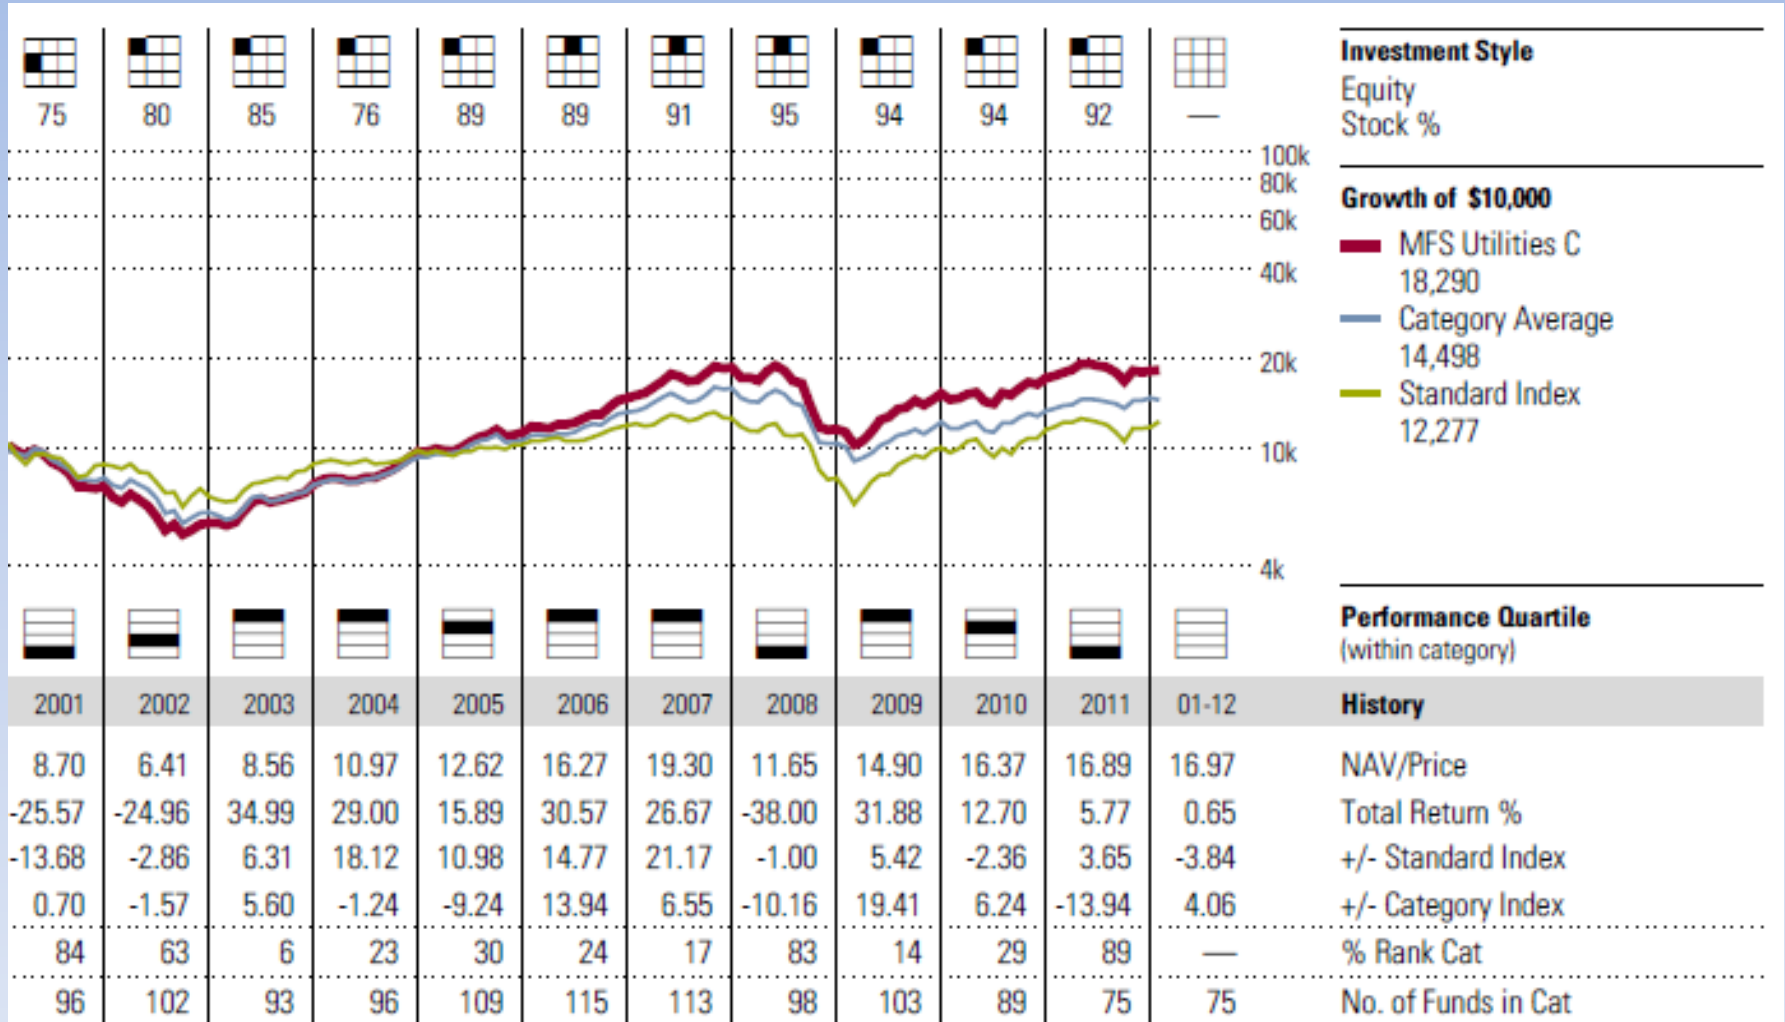 75 80 85 76 89 89 91 95 94 94 92 —
Investment Style
Equity
Stock %
100k
80k
60k
40k
20k
10k
4k
Growth of $10,000
MFS Utilities C
18,290
Category Average
14,498
Standard Index
12,277
Performance Quartile
(within category)
2001 2002 2003 2004 2005 2006 2007 2008 2009 2010 2011 01-12 History
8.70 6.41 8.56 10.97 12.62 16.27 19.30 11.65 14.90 16.37 16.89 16.97 NAV/Price
-25.57 -24.96 34.99 29.00 15.89 30.57 26.67 -38.00 31.88 12.70 5.77 0.65 Total Return %
-13.68 -2.86 6.31 18.12 10.98 14.77 21.17 -1.00 5.42 -2.36 3.65 -3.84 +/- Standard Index
0.70 -1.57 5.60 -1.24 -9.24 13.94 6.55 -10.16 19.41 6.24 -13.94 4.06 +/- Category Index
84 63 6 23 30 24 17 83 14 29 89 — % Rank Cat
96 102 93 96 109 115 113 98 103 89 75 75 No. of Funds in Cat